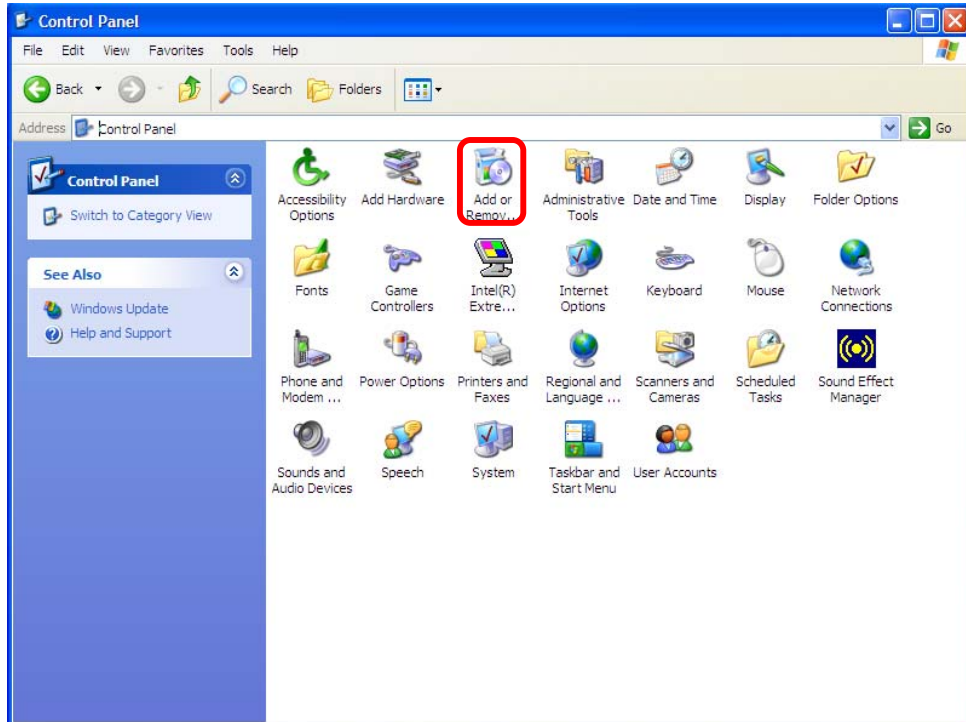 Control Panel
File Edit View Favorites Tools Help
Back Search Folders
Address Control Panel Go
Control Panel
Switch to Category View
See Also
Windows Update
Help and Support
Accessibility Options
Add Hardware
Add or Remov...
Administrative Tools
Date and Time
Display
Folder Options
Fonts
Game Controllers
Intel(R) Extre...
Internet Options
Keyboard
Mouse
Network Connections
Phone and Modem ...
Power Options
Printers and Faxes
Regional and Language ...
Scanners and Cameras
Scheduled Tasks
Sound Effect Manager
Sounds and Audio Devices
Speech
System
Taskbar and Start Menu
User Accounts